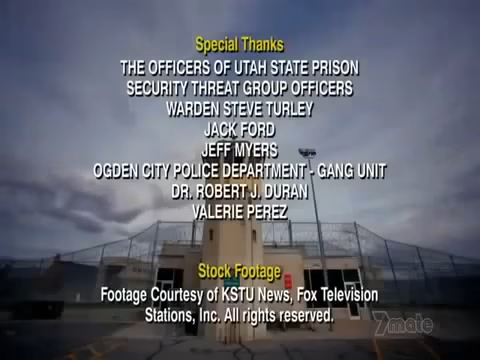 Special Thanks
THE OFFICERS OF UTAH STATE PRISON
SECURITY THREAT GROUP OFFICERS
WARDEN STEVE TURLEY
JACK FORD
JEFF MYERS
OGDEN CITY POLICE DEPARTMENT - GANG UNIT
DR. ROBERT J. DURAN
VALERIE PEREZ
Stock Footage
Footage Courtesy of KSTU News, Fox Television
Stations, Inc. All rights reserved.
7mate